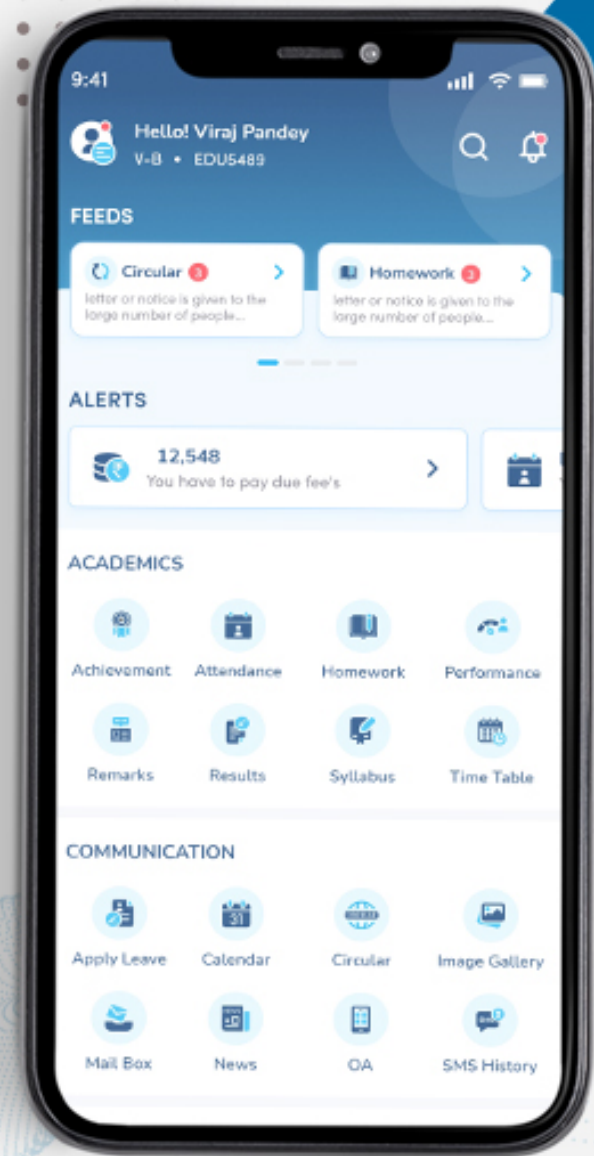 9:41
Hello! Viraj Pandey
V-B • EDU5489
FEEDS
Circular 3
letter or notice is given to the
large number of people...
Homework 3
letter or notice is given to the
large number of people...
ALERTS
12,548
You have to pay due fee's
ACADEMICS
Achievement Attendance Homework Performance
Remarks Results Syllabus Time Table
COMMUNICATION
31
Apply Leave Calendar Circular Image Gallery
Mail Box News OA SMS History